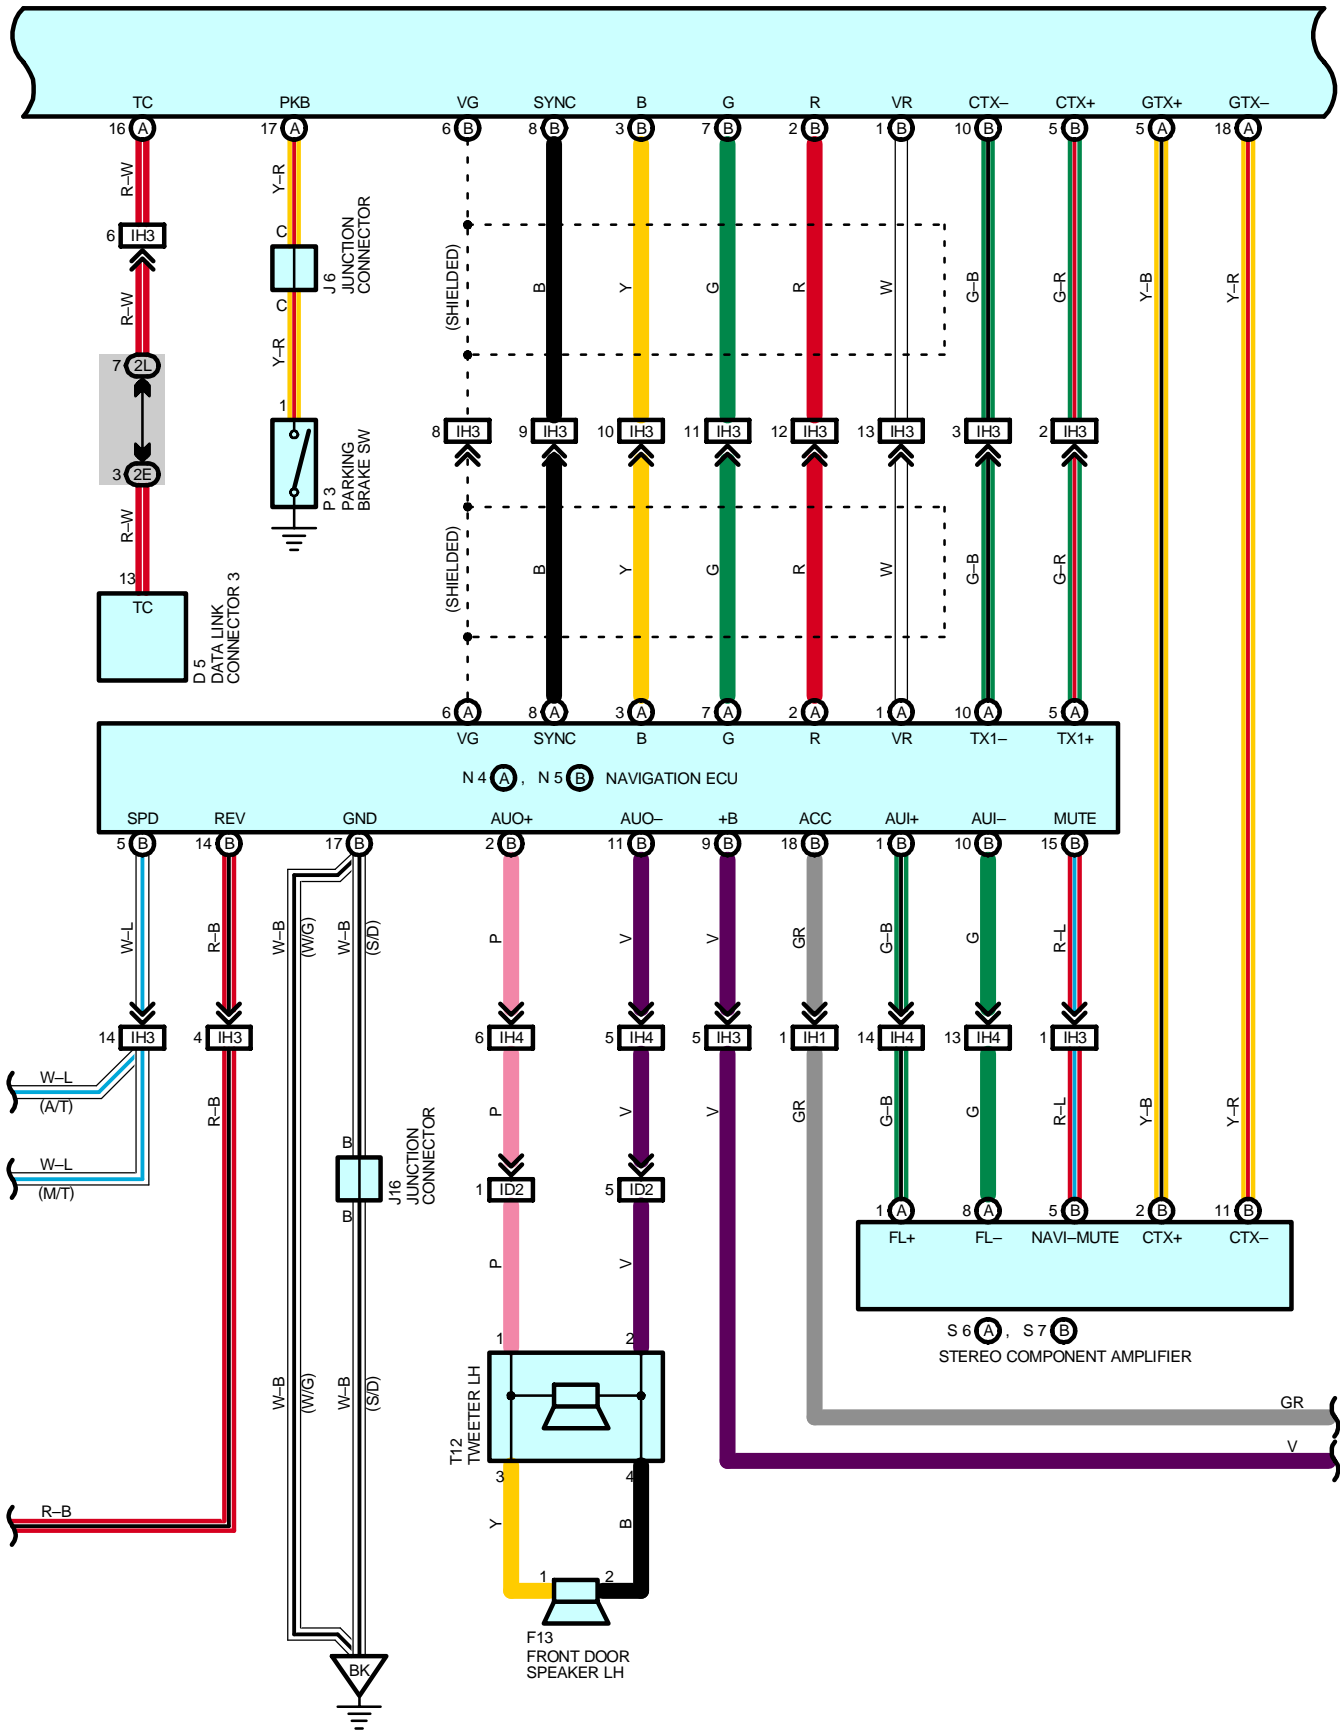 TC PKB VG SYNC B G R VR CTX– CTX+ GTX+ GTX–
16 A 17 A 6 B 8 B 3 B 7 B 2 B 1 B 10 B 5 B 5 A 18 A
R–W Y–R
C
6 IH3
J 6
JUNCTION
CONNECTOR
(SHIELDED) B Y G R W G–B G–R Y–B Y–R
R–W
C
Y–R
7 2L
1
8 IH3 9 IH3 10 IH3 11 IH3 12 IH3 13 IH3 3 IH3 2 IH3
3 2E
P 3
PARKING
BRAKE SW
R–W
(SHIELDED) B Y G R W G–B G–R
13
TC
D 5
DATA LINK
CONNECTOR 3
6 A 8 A 3 A 7 A 2 A 1 A 10 A 5 A
VG SYNC B G R VR TX1– TX1+
N 4 A , N 5 B NAVIGATION ECU
SPD REV GND AUO+ AUO– +B ACC AUI+ AUI– MUTE
5 B 14 B 17 B 2 B 11 B 9 B 18 B 1 B 10 B 15 B
W–L R–B W–B (W/G) W–B (S/D) P V V GR G–B G R–L
14 IH3 4 IH3 6 IH4 5 IH4 5 IH3 1 IH1 14 IH4 13 IH4 1 IH3
W–L
(A/T)
R–B P V V GR G–B G R–L Y–B Y–R
B
J16
JUNCTION
CONNECTOR
B
W–L
(M/T)
1 ID2 5 ID2
1 A 8 A 5 B 2 B 11 B
FL+ FL– NAVI–MUTE CTX+ CTX–
P V
S 6 A , S 7 B
STEREO COMPONENT AMPLIFIER
1 2
W–B (W/G) W–B (S/D)
T12
TWEETER LH
GR
V
3 4
R–B
Y B
1 2
F13
FRONT DOOR
SPEAKER LH
BK